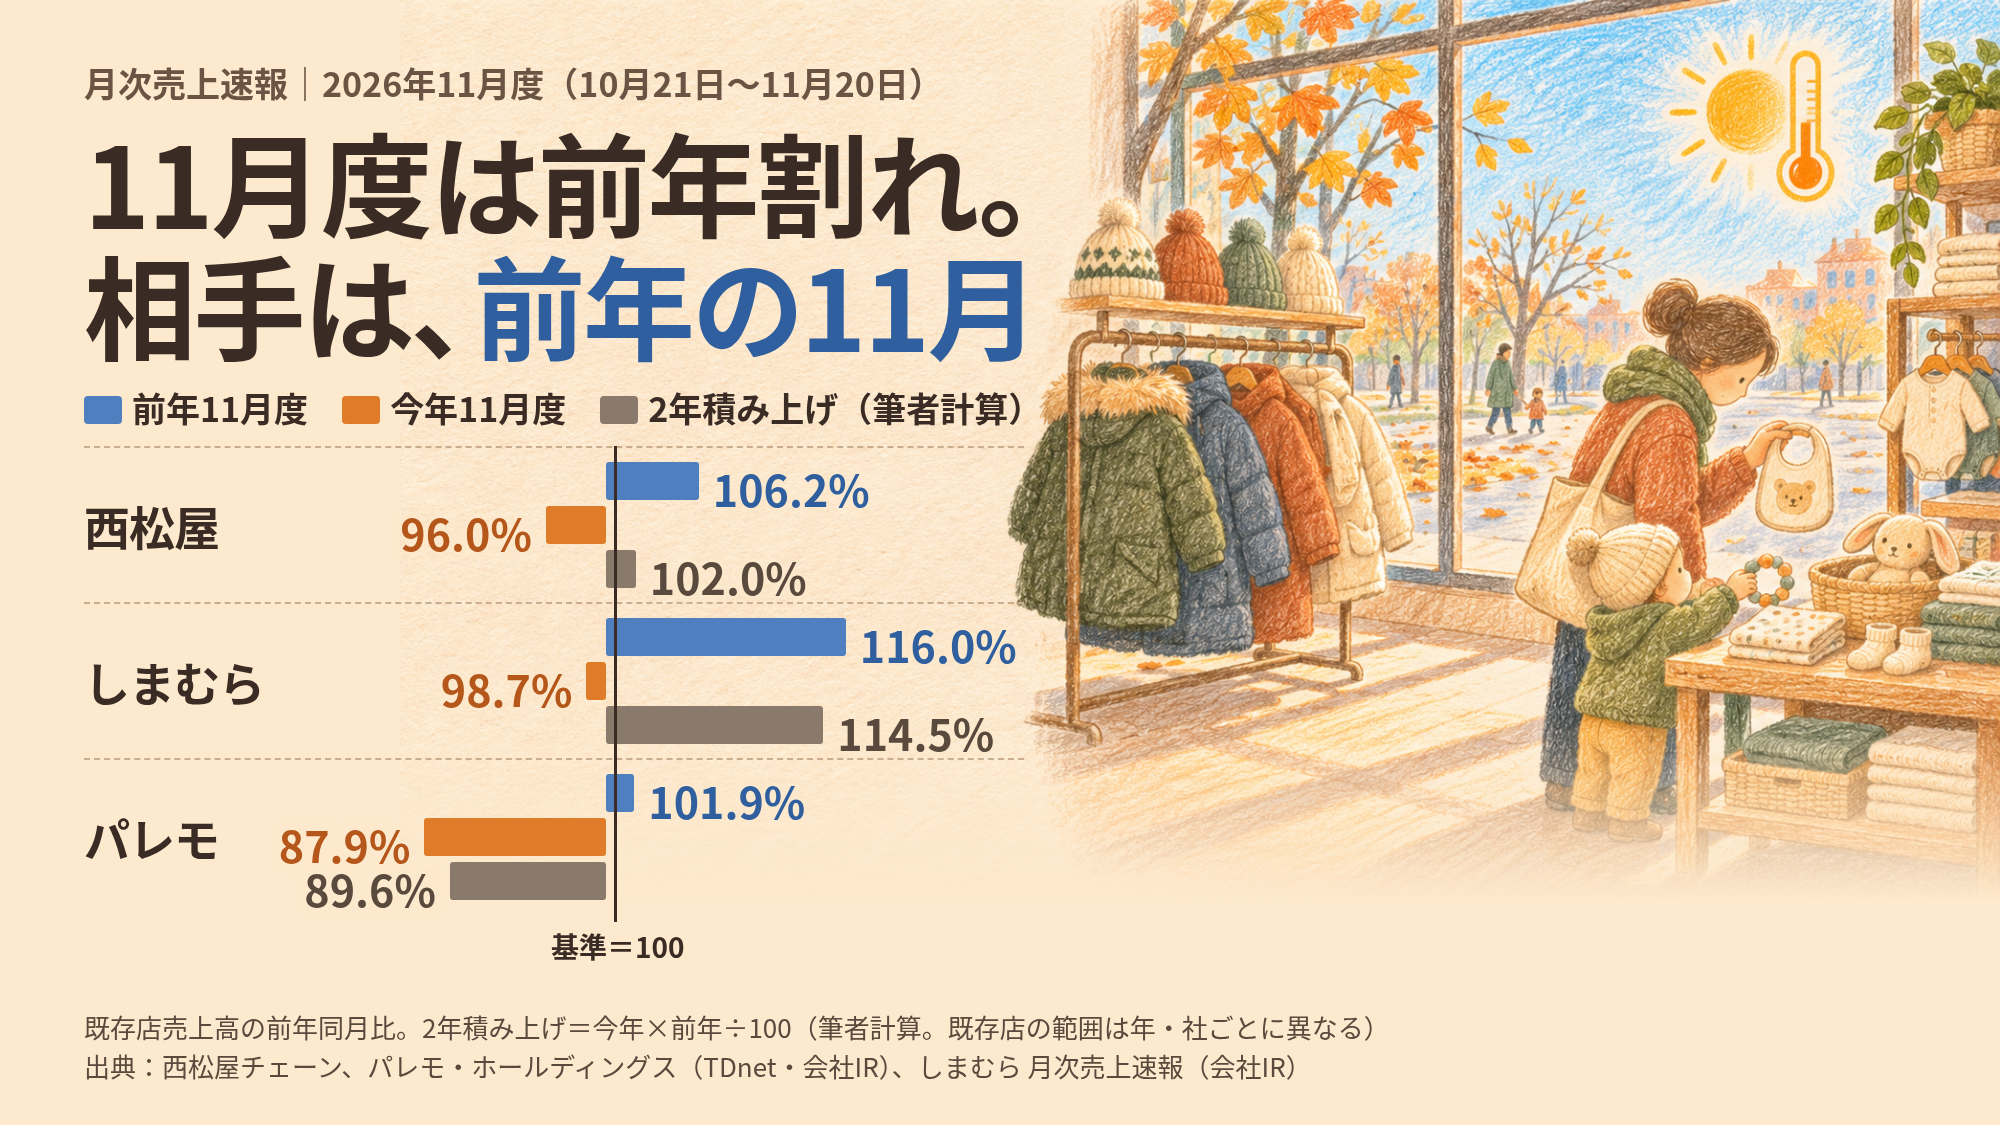 月次売上速報｜2026年11月度（10月21日〜11月20日）
11月度は前年割れ。
相手は、前年の11月
前年11月度 今年11月度 2年積み上げ（筆者計算）
西松屋
106.2%
96.0%
102.0%
しまむら
116.0%
98.7%
114.5%
パレモ
101.9%
87.9%
89.6%
基準＝100
既存店売上高の前年同月比。2年積み上げ＝今年×前年÷100（筆者計算。既存店の範囲は年・社ごとに異なる）
出典：西松屋チェーン、パレモ・ホールディングス（TDnet・会社IR）、しまむら 月次売上速報（会社IR）